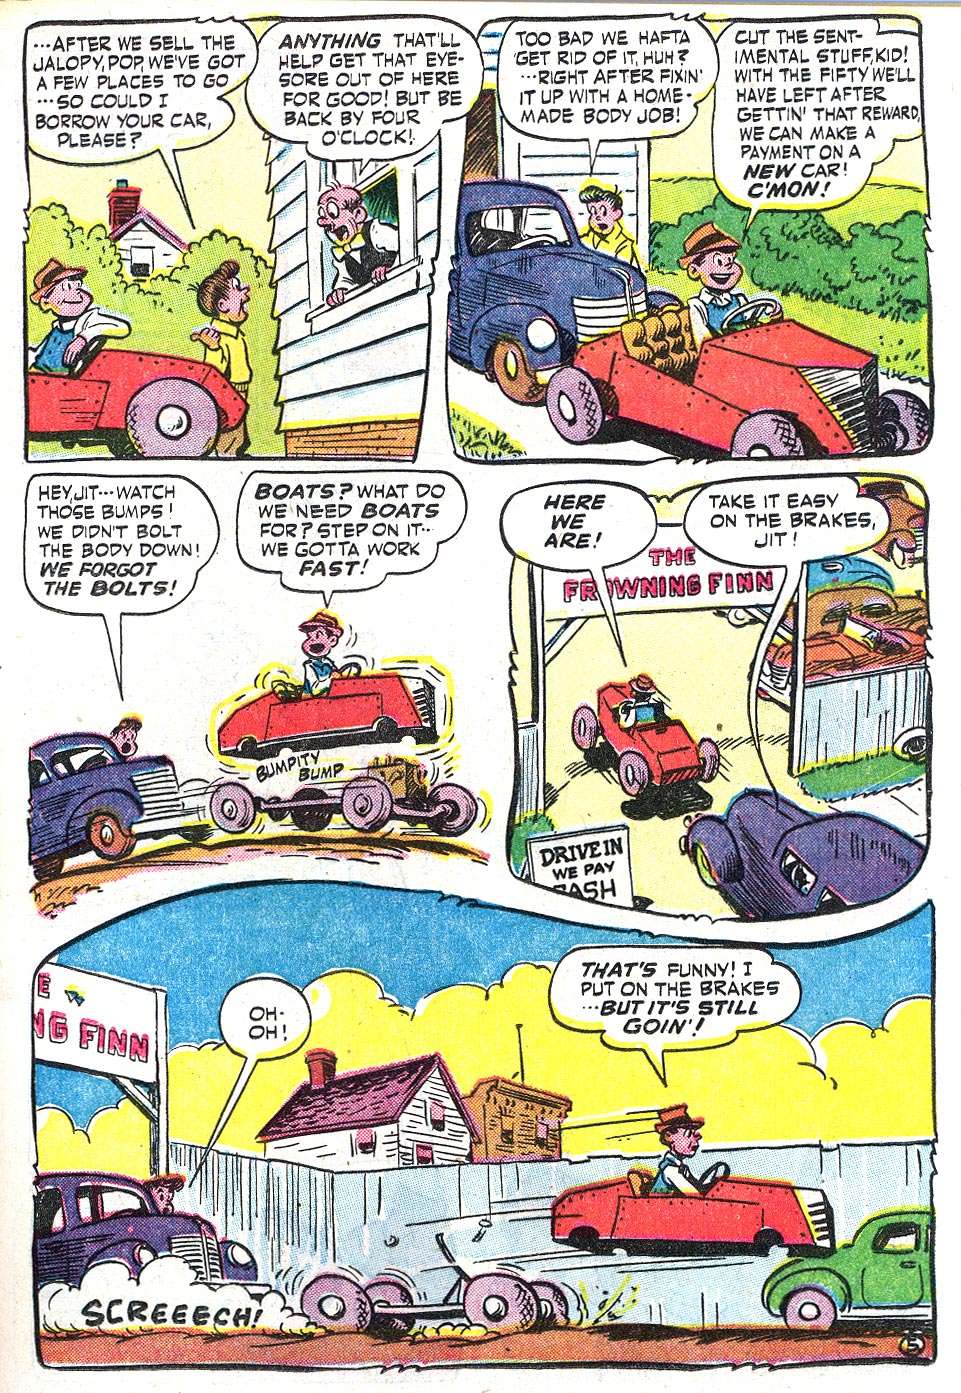 ...AFTER WE SELL THE
JALOPY, POP, WE'VE GOT
A FEW PLACES TO GO
...SO COULD I
BORROW YOUR CAR,
PLEASE?
ANYTHING THAT'LL
HELP GET THAT EYE-
SORE OUT OF HERE
FOR GOOD! BUT BE
BACK BY FOUR
O'CLOCK!
TOO BAD WE HAFTA
GET RID OF IT, HUH?
...RIGHT AFTER FIXIN'
IT UP WITH A HOME-
MADE BODY JOB!
CUT THE SENT-
IMENTAL STUFF, KID!
WITH THE FIFTY WE'LL
HAVE LEFT AFTER
GETTIN' THAT REWARD,
WE CAN MAKE A
PAYMENT ON A
NEW CAR!
C'MON!
HEY, JIT... WATCH
THOSE BUMPS!
WE DIDN'T BOLT
THE BODY DOWN!
WE FORGOT
THE BOLTS!
BOATS? WHAT DO
WE NEED BOATS
FOR? STEP ON IT...
WE GOTTA WORK
FAST!
BUMPITY
BUMP
HERE
WE
ARE!
TAKE IT EASY
ON THE BRAKES,
JIT!
THE
FROWNING FINN
DRIVE IN
WE PAY
CASH
E
NG FINN
OH-
OH!
THAT'S FUNNY! I
PUT ON THE BRAKES
...BUT IT'S STILL
GOIN'!
SCREEECH!
5